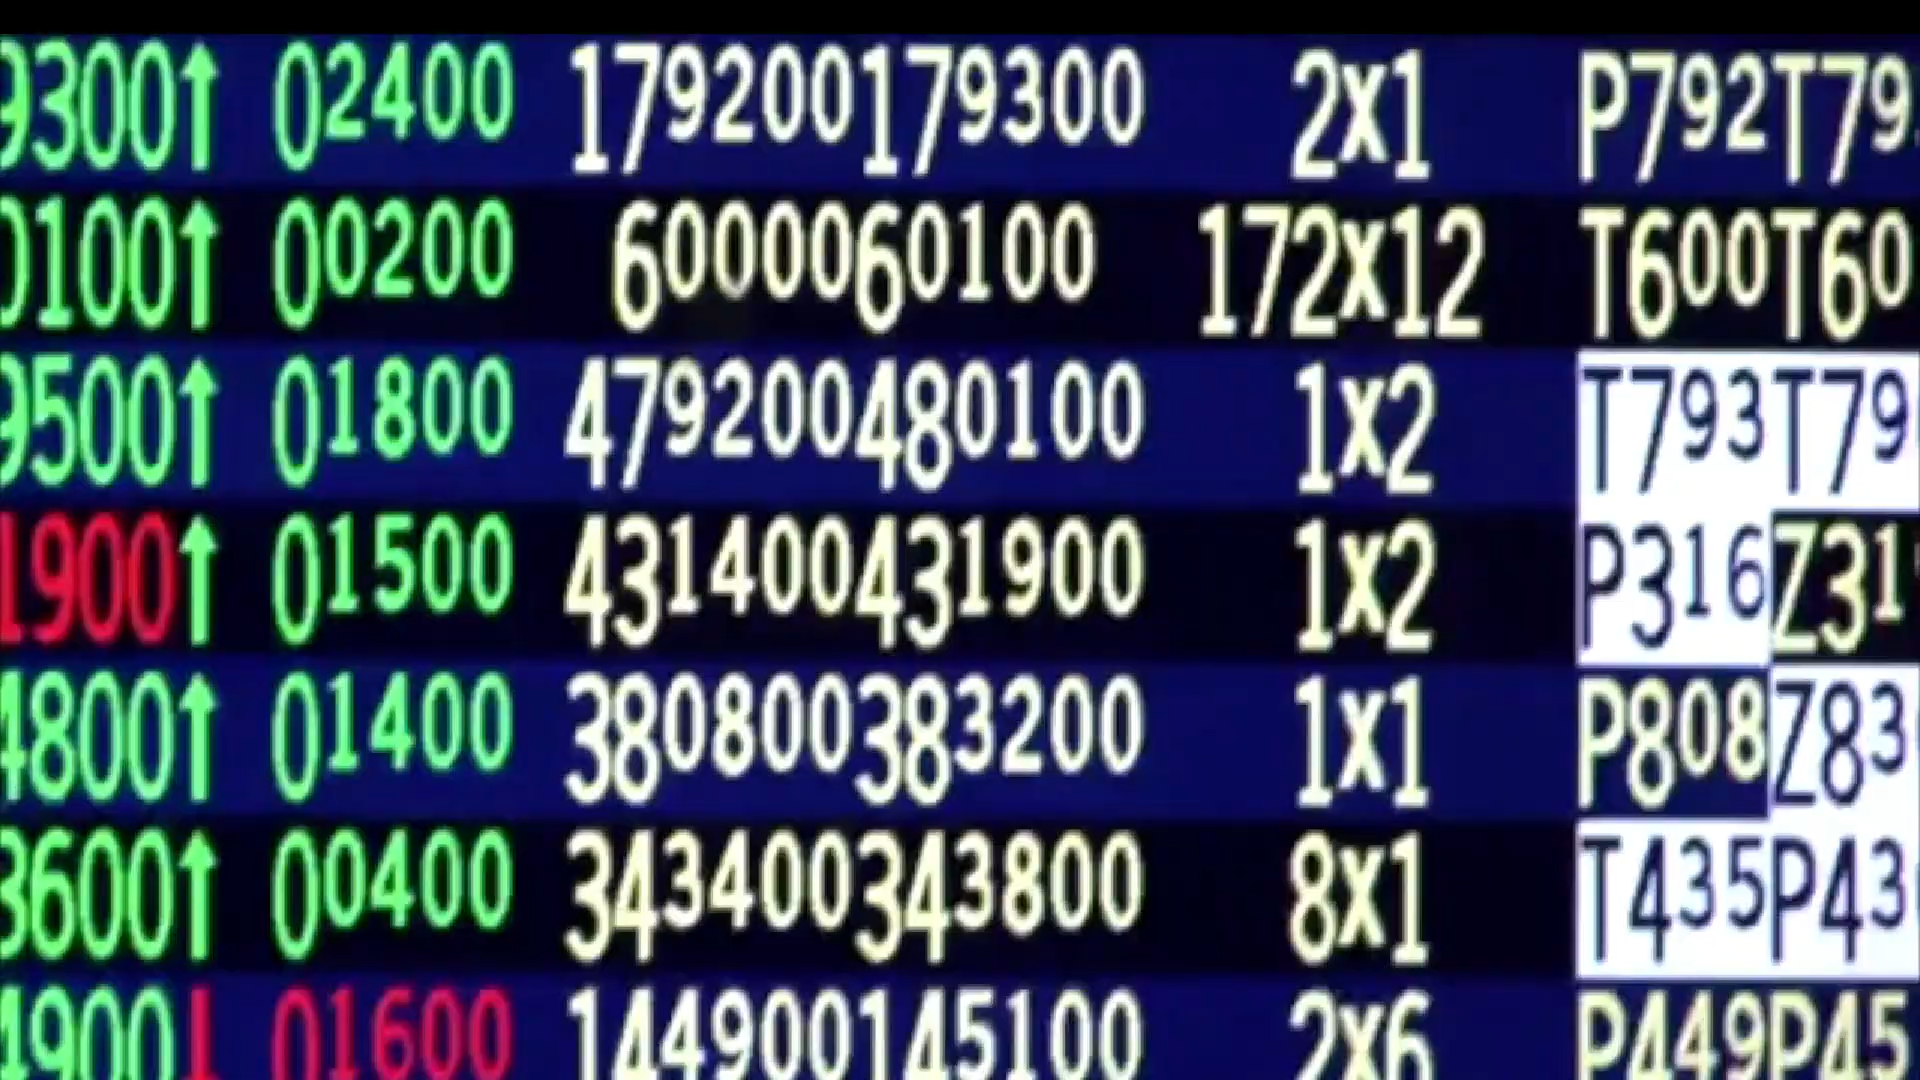 9300↑ 02400 179200179300 2X1 P792T79
0100↑ 00200 6000060100 172X12 T600T60
9500↑ 01800 479200480100 1X2 T793T79
1900↑ 01500 431400431900 1X2 P316Z31
4800↑ 01400 380800383200 1X1 P808Z83
3600↑ 00400 343400343800 8X1 T435P43
4900 01600 144900145100 2X6 P449P45